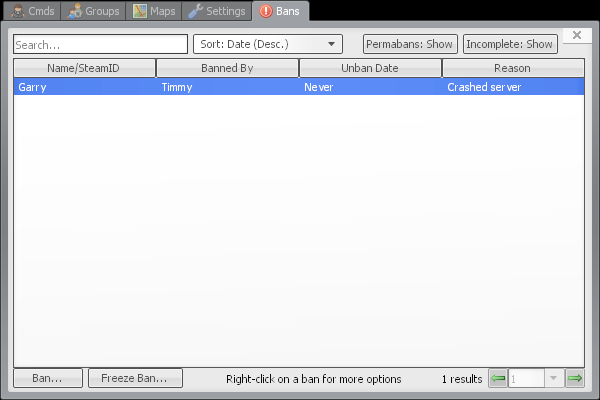 Cmds Groups Maps Settings Bans
Search... Sort: Date (Desc.) Permabans: Show Incomplete: Show
Name/SteamID Banned By Unban Date Reason
Garry Timmy Never Crashed server
Ban... Freeze Ban... Right-click on a ban for more options 1 results 1